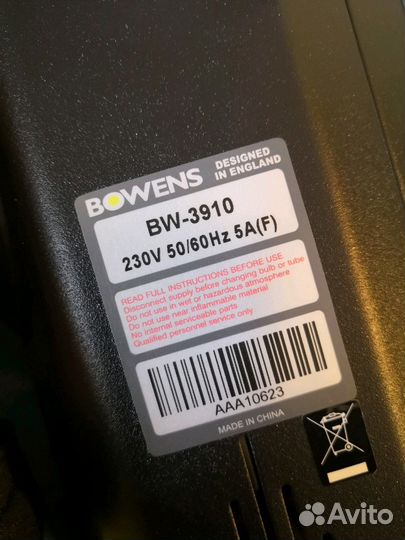 BOWENS
DESIGNED
IN ENGLAND
BW-3910
230V 50/60Hz 5A(F)
READ FULL INSTRUCTIONS BEFORE USE
Disconnect supply before changing bulb or tube
Do not use in wet or hazardous atmosphere
Do not use near inflammable material
No internal serviceable parts
Qualified personnel service only
AAA10623
MADE IN CHINA
Avito